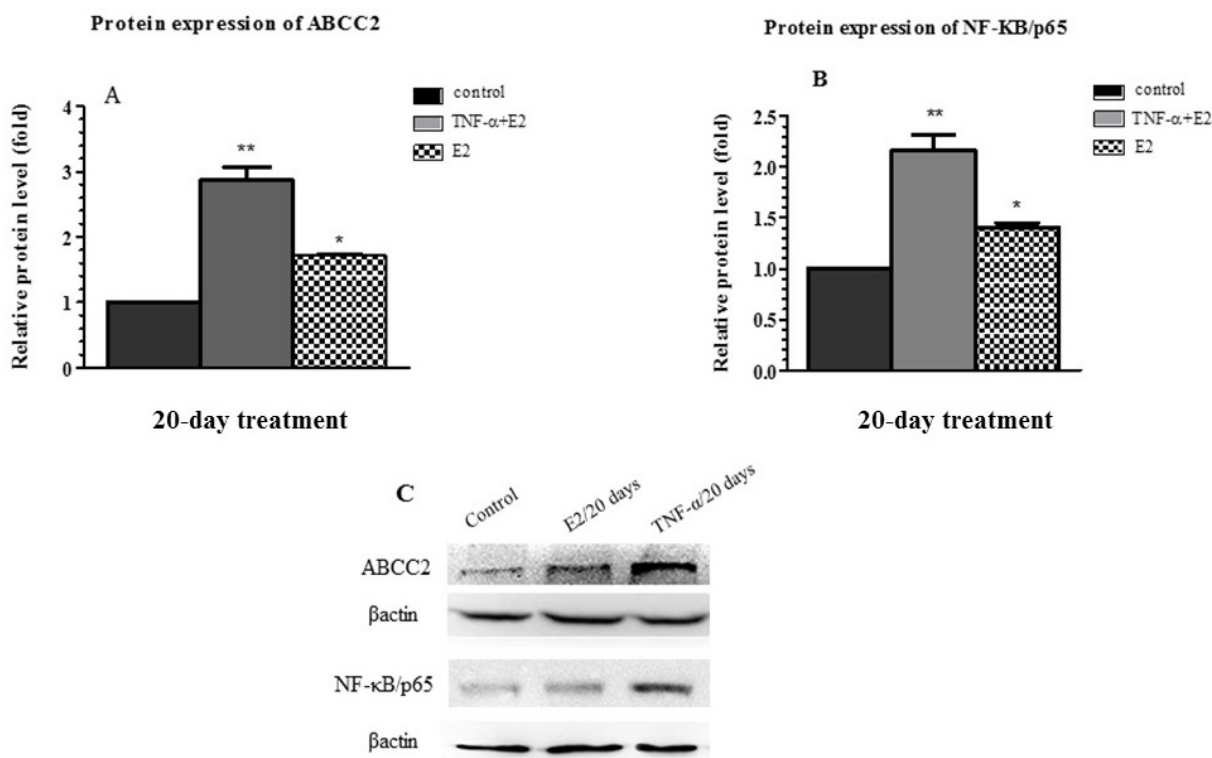 Protein expression of ABCC2
A
Relative protein level (fold)
4
3
2
1
0
**
*
control
TNF-α+E2
E2
20-day treatment
Protein expression of NF-KB/p65
B
Relative protein level (fold)
2.5
2.0
1.5
1.0
0.5
0.0
**
*
control
TNF-α+E2
E2
20-day treatment
C
Control
E2/20 days
TNF-α/20 days
ABCC2
βactin
NF-κB/p65
βactin